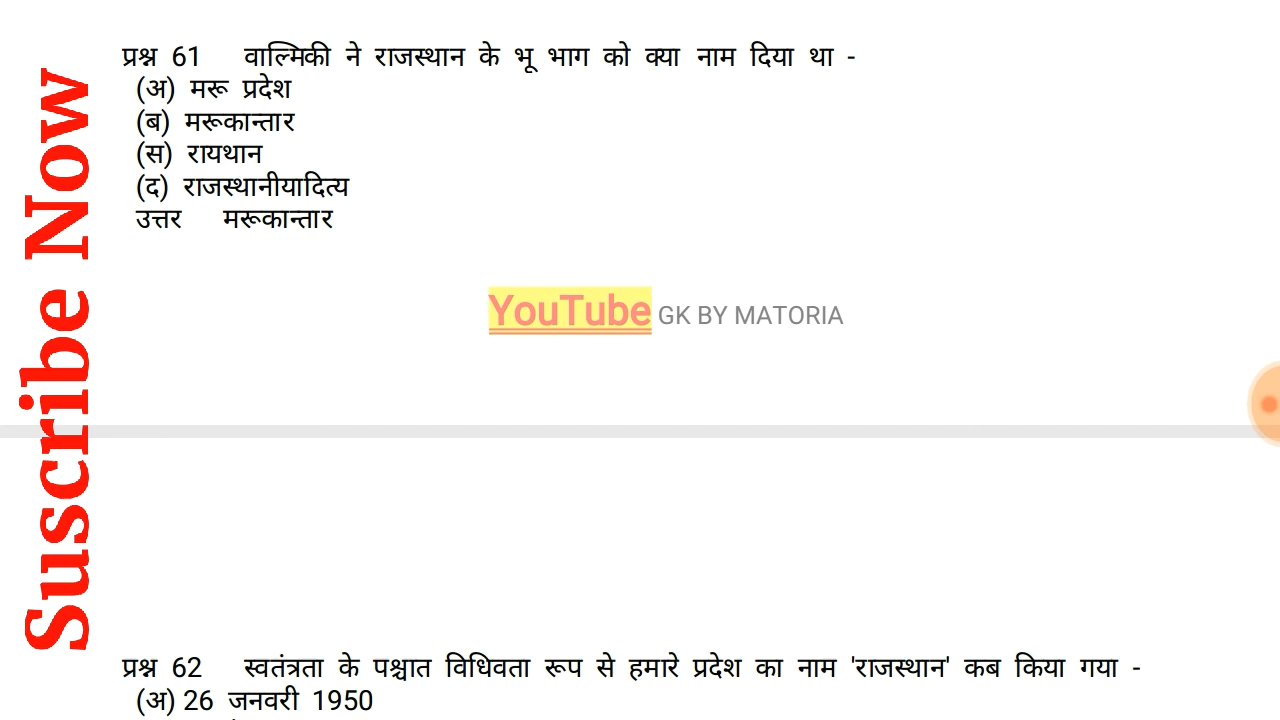 Suscribe Now
प्रश्न 61 वाल्मिकी ने राजस्थान के भू भाग को क्या नाम दिया था -
(अ) मरू प्रदेश
(ब) मरूकान्तार
(स) रायथान
(द) राजस्थानीयादित्य
उत्तर मरूकान्तार
YouTube GK BY MATORIA
प्रश्न 62 स्वतंत्रता के पश्चात विधिवता रूप से हमारे प्रदेश का नाम 'राजस्थान' कब किया गया -
(अ) 26 जनवरी 1950